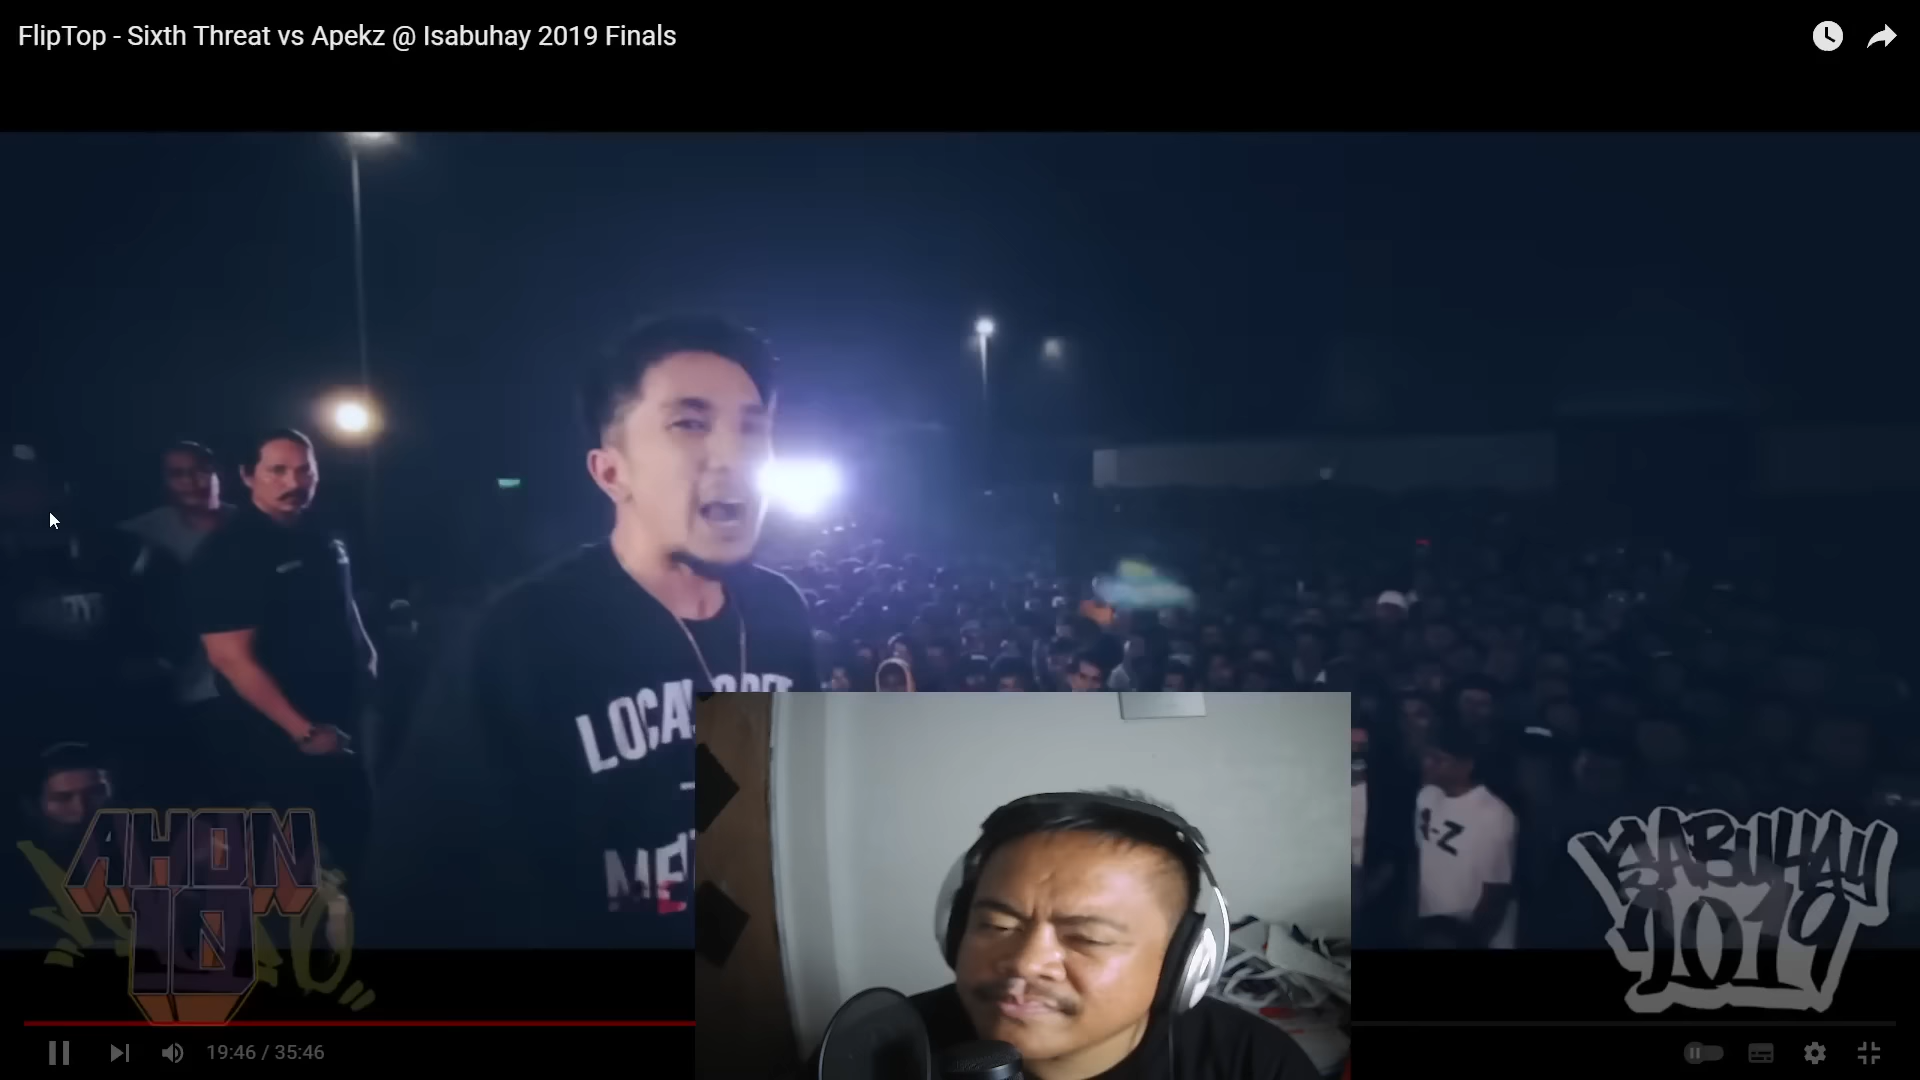 FlipTop - Sixth Threat vs Apekz @ Isabuhay 2019 Finals
LOCAL
AHON
10
-Z
ISABUHAY
2019
19:46 / 35:46